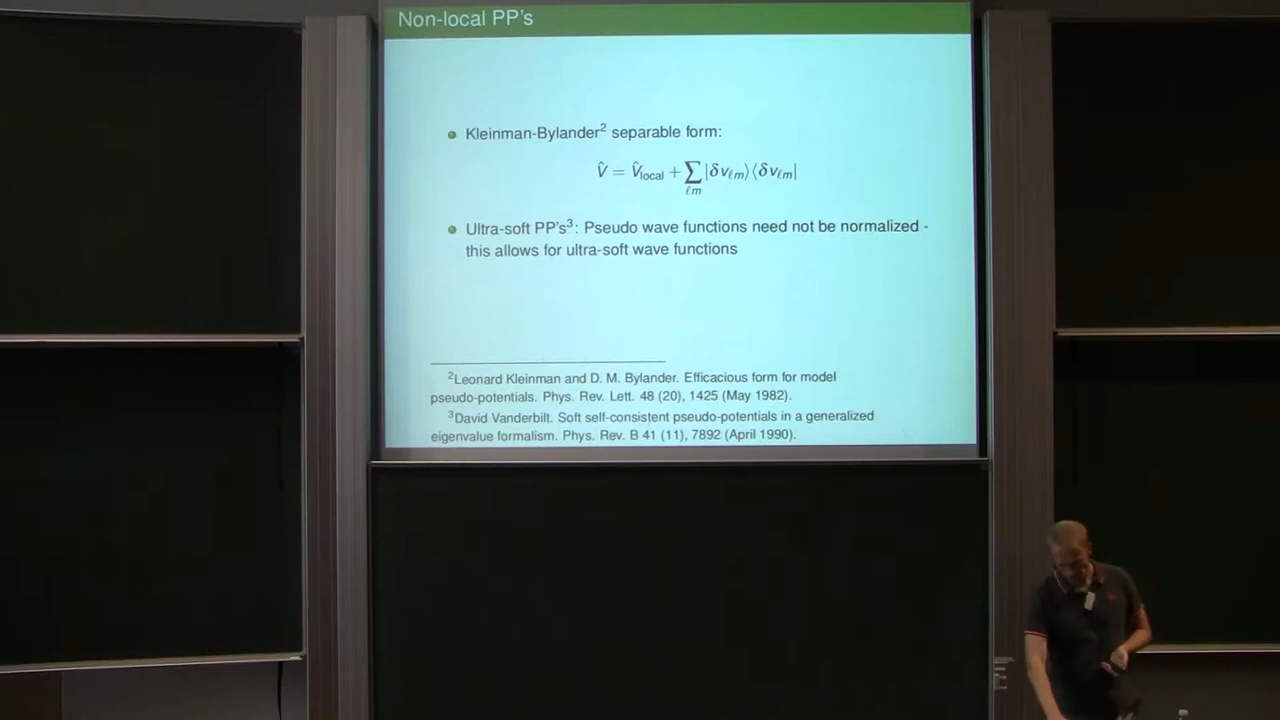 Non-local PP's
Kleinman-Bylander² separable form:
V̂ = V̂local + ∑ℓm |δvℓm⟩⟨δvℓm|
Ultra-soft PP's³: Pseudo wave functions need not be normalized -
this allows for ultra-soft wave functions
²Leonard Kleinman and D. M. Bylander. Efficacious form for model
pseudo-potentials. Phys. Rev. Lett. 48 (20), 1425 (May 1982).
³David Vanderbilt. Soft self-consistent pseudo-potentials in a generalized
eigenvalue formalism. Phys. Rev. B 41 (11), 7892 (April 1990).